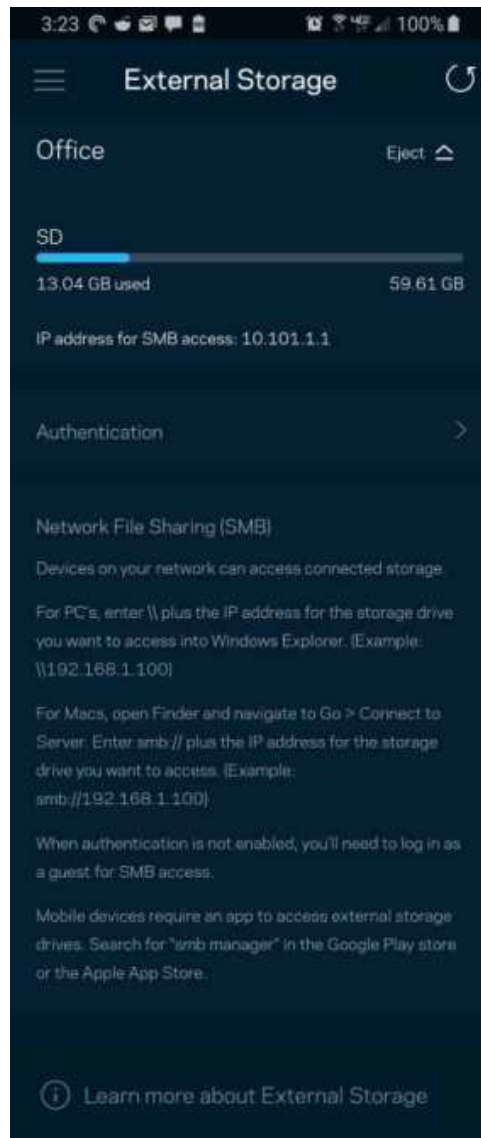 3:23 100%
External Storage
Office Eject
SD
13.04 GB used 59.61 GB
IP address for SMB access: 10.101.1.1
Authentication
Network File Sharing (SMB)
Devices on your network can access connected storage.
For PC's, enter \\ plus the IP address for the storage drive
you want to access into Windows Explorer. (Example:
\\192.168.1.100)
For Macs, open Finder and navigate to Go > Connect to
Server. Enter smb:// plus the IP address for the storage
drive you want to access. (Example:
smb://192.168.1.100)
When authentication is not enabled, you'll need to log in as
a guest for SMB access.
Mobile devices require an app to access external storage
drives. Search for "smb manager" in the Google Play store
or the Apple App Store.
Learn more about External Storage